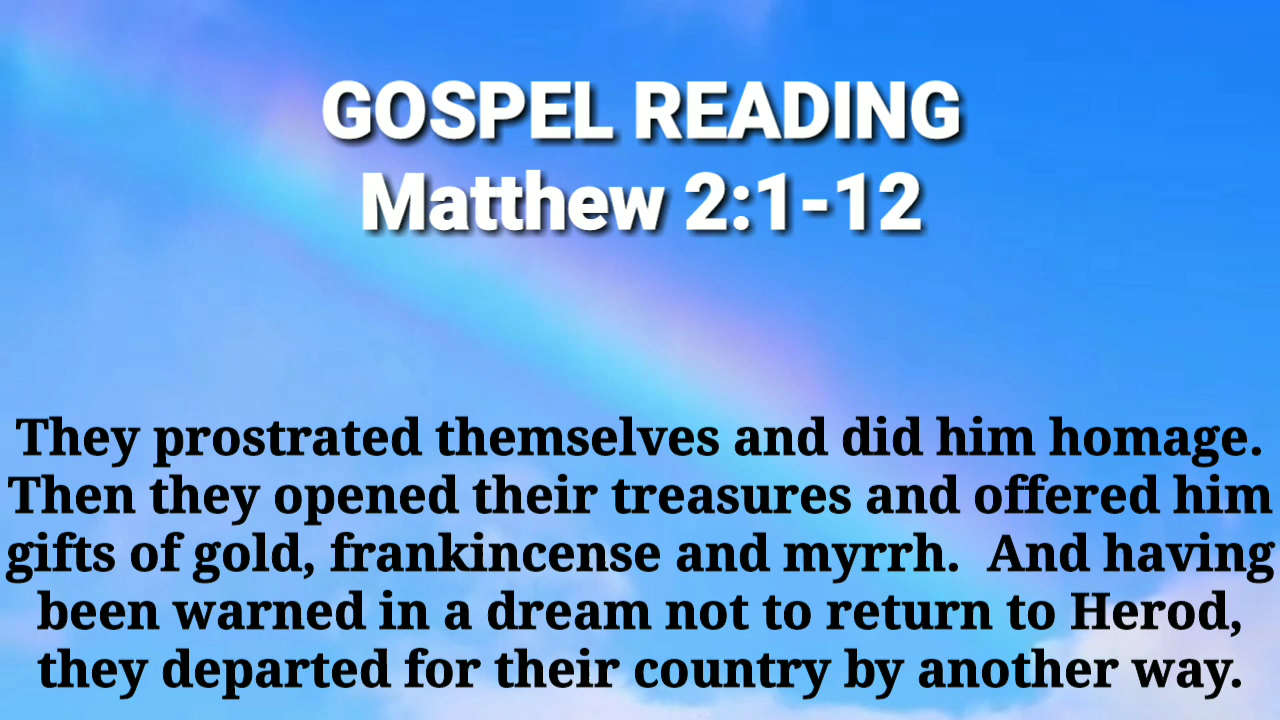 GOSPEL READING
Matthew 2:1-12
They prostrated themselves and did him homage.
Then they opened their treasures and offered him
gifts of gold, frankincense and myrrh.  And having
been warned in a dream not to return to Herod,
they departed for their country by another way.